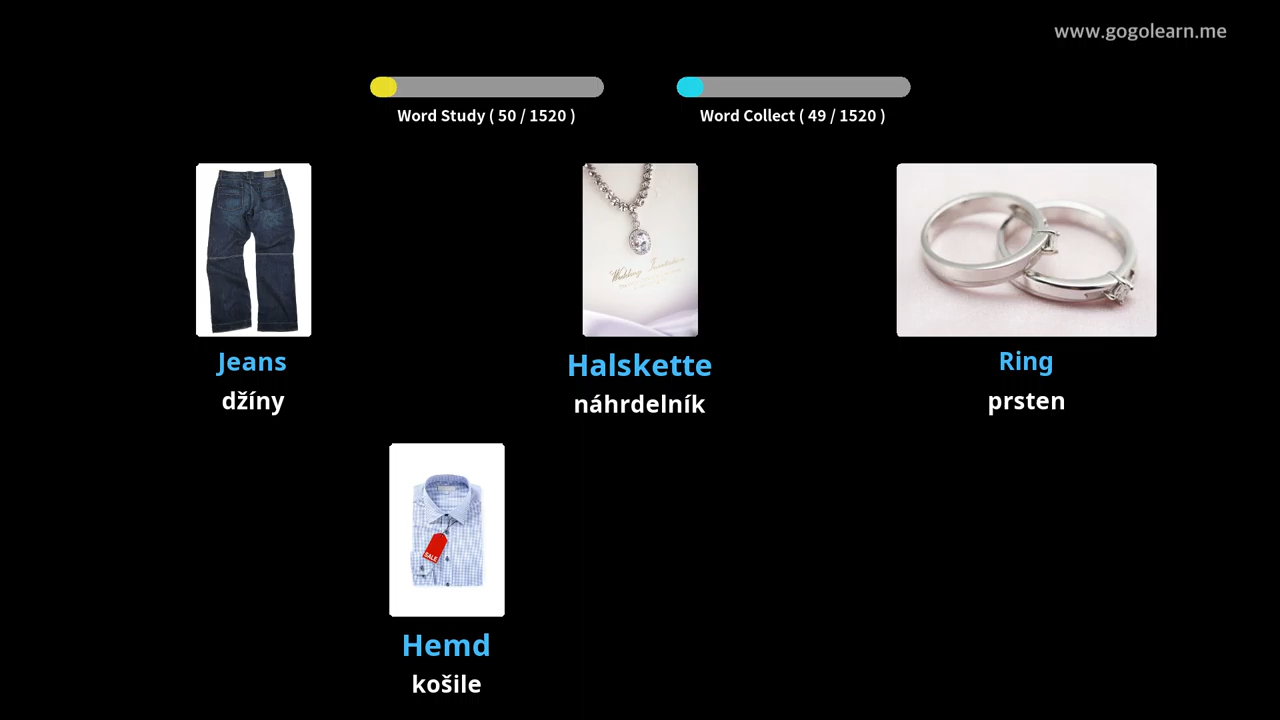 www.gogolearn.me
Word Study ( 50 / 1520 )
Word Collect ( 49 / 1520 )
Jeans
džíny
Halskette
náhrdelník
Ring
prsten
SALE
Hemd
košile